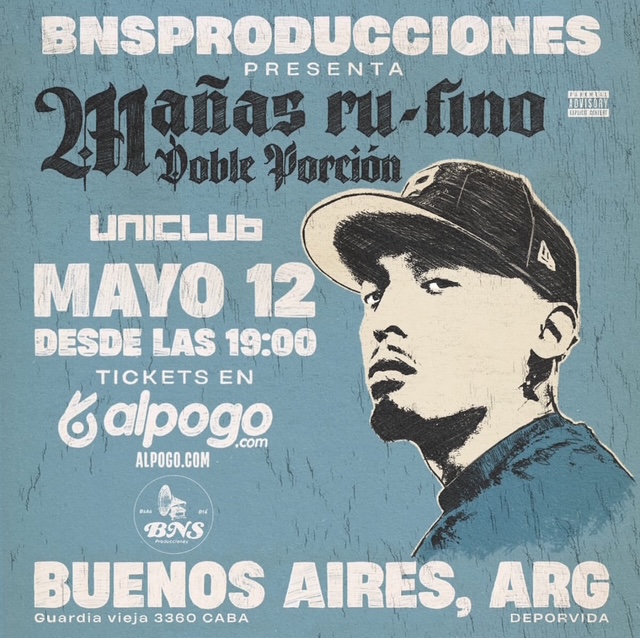 BNSPRODUCCIONES
PRESENTA
Mañas ru-fino
Doble Porción
ADVISORY
EXPLICIT CONTENT
UNICLUB
MAYO 12
DESDE LAS 19:00
TICKETS EN
alpogo
.com
ALPOGO.COM
BNS
Producciones
BUENOS AIRES, ARG
Guardia vieja 3360 CABA
DEPORVIDA